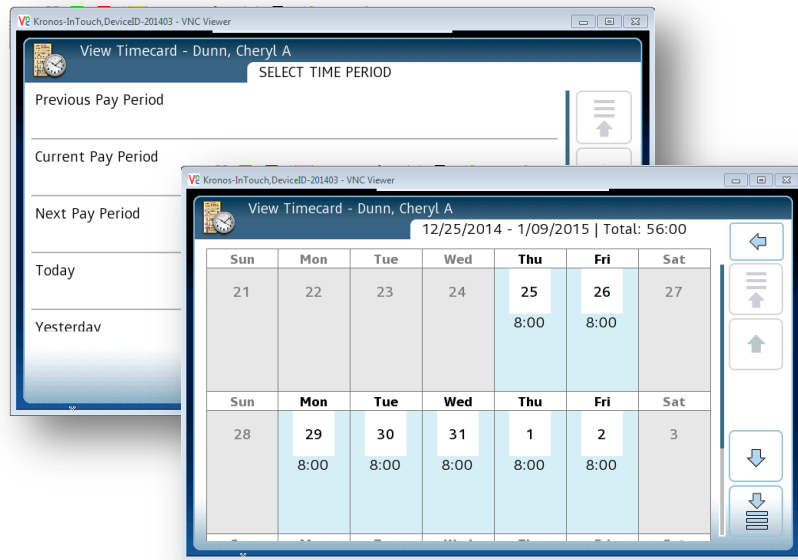 Kronos-InTouch,DeviceID-201403 - VNC Viewer
View Timecard - Dunn, Cheryl A
SELECT TIME PERIOD
Previous Pay Period
Current Pay Period
Next Pay Period
Today
Yesterday
Kronos-InTouch,DeviceID-201403 - VNC Viewer
View Timecard - Dunn, Cheryl A
12/25/2014 - 1/09/2015 | Total: 56:00
Sun Mon Tue Wed Thu Fri Sat
21 22 23 24 25 26 27
8:00 8:00
Sun Mon Tue Wed Thu Fri Sat
28 29 30 31 1 2 3
8:00 8:00 8:00 8:00 8:00